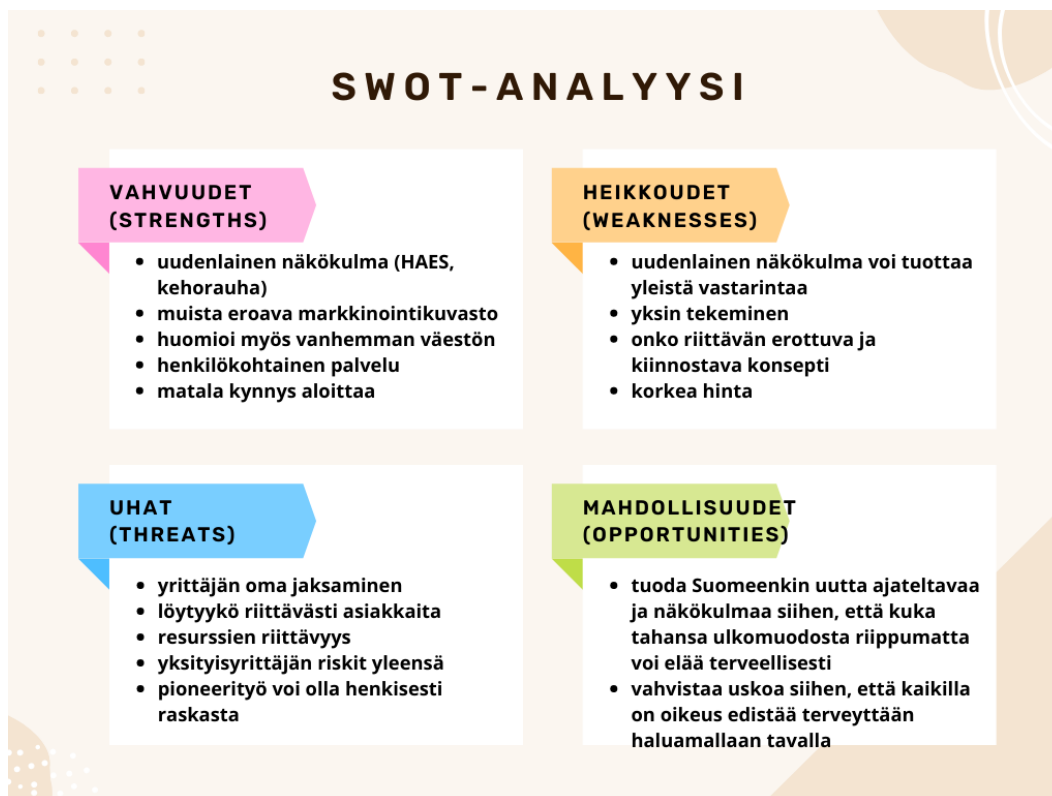 SWOT-ANALYYSI
VAHVUUDET
(STRENGTHS)
• uudenlainen näkökulma (HAES,
kehorauha)
• muista eroava markkinointikuvasto
• huomioi myös vanhemman väestön
• henkilökohtainen palvelu
• matala kynnys aloittaa
HEIKKOUDET
(WEAKNESSES)
• uudenlainen näkökulma voi tuottaa
yleistä vastarintaa
• yksin tekeminen
• onko riittävän erottuva ja
kiinnostava konsepti
• korkea hinta
UHAT
(THREATS)
• yrittäjän oma jaksaminen
• löytyykö riittävästi asiakkaita
• resurssien riittävyys
• yksityisyrittäjän riskit yleensä
• pioneerityö voi olla henkisesti
raskasta
MAHDOLLISUUDET
(OPPORTUNITIES)
• tuoda Suomeenkin uutta ajateltavaa
ja näkökulmaa siihen, että kuka
tahansa ulkomuodosta riippumatta
voi elää terveellisesti
• vahvistaa uskoa siihen, että kaikilla
on oikeus edistää terveyttään
haluamallaan tavalla